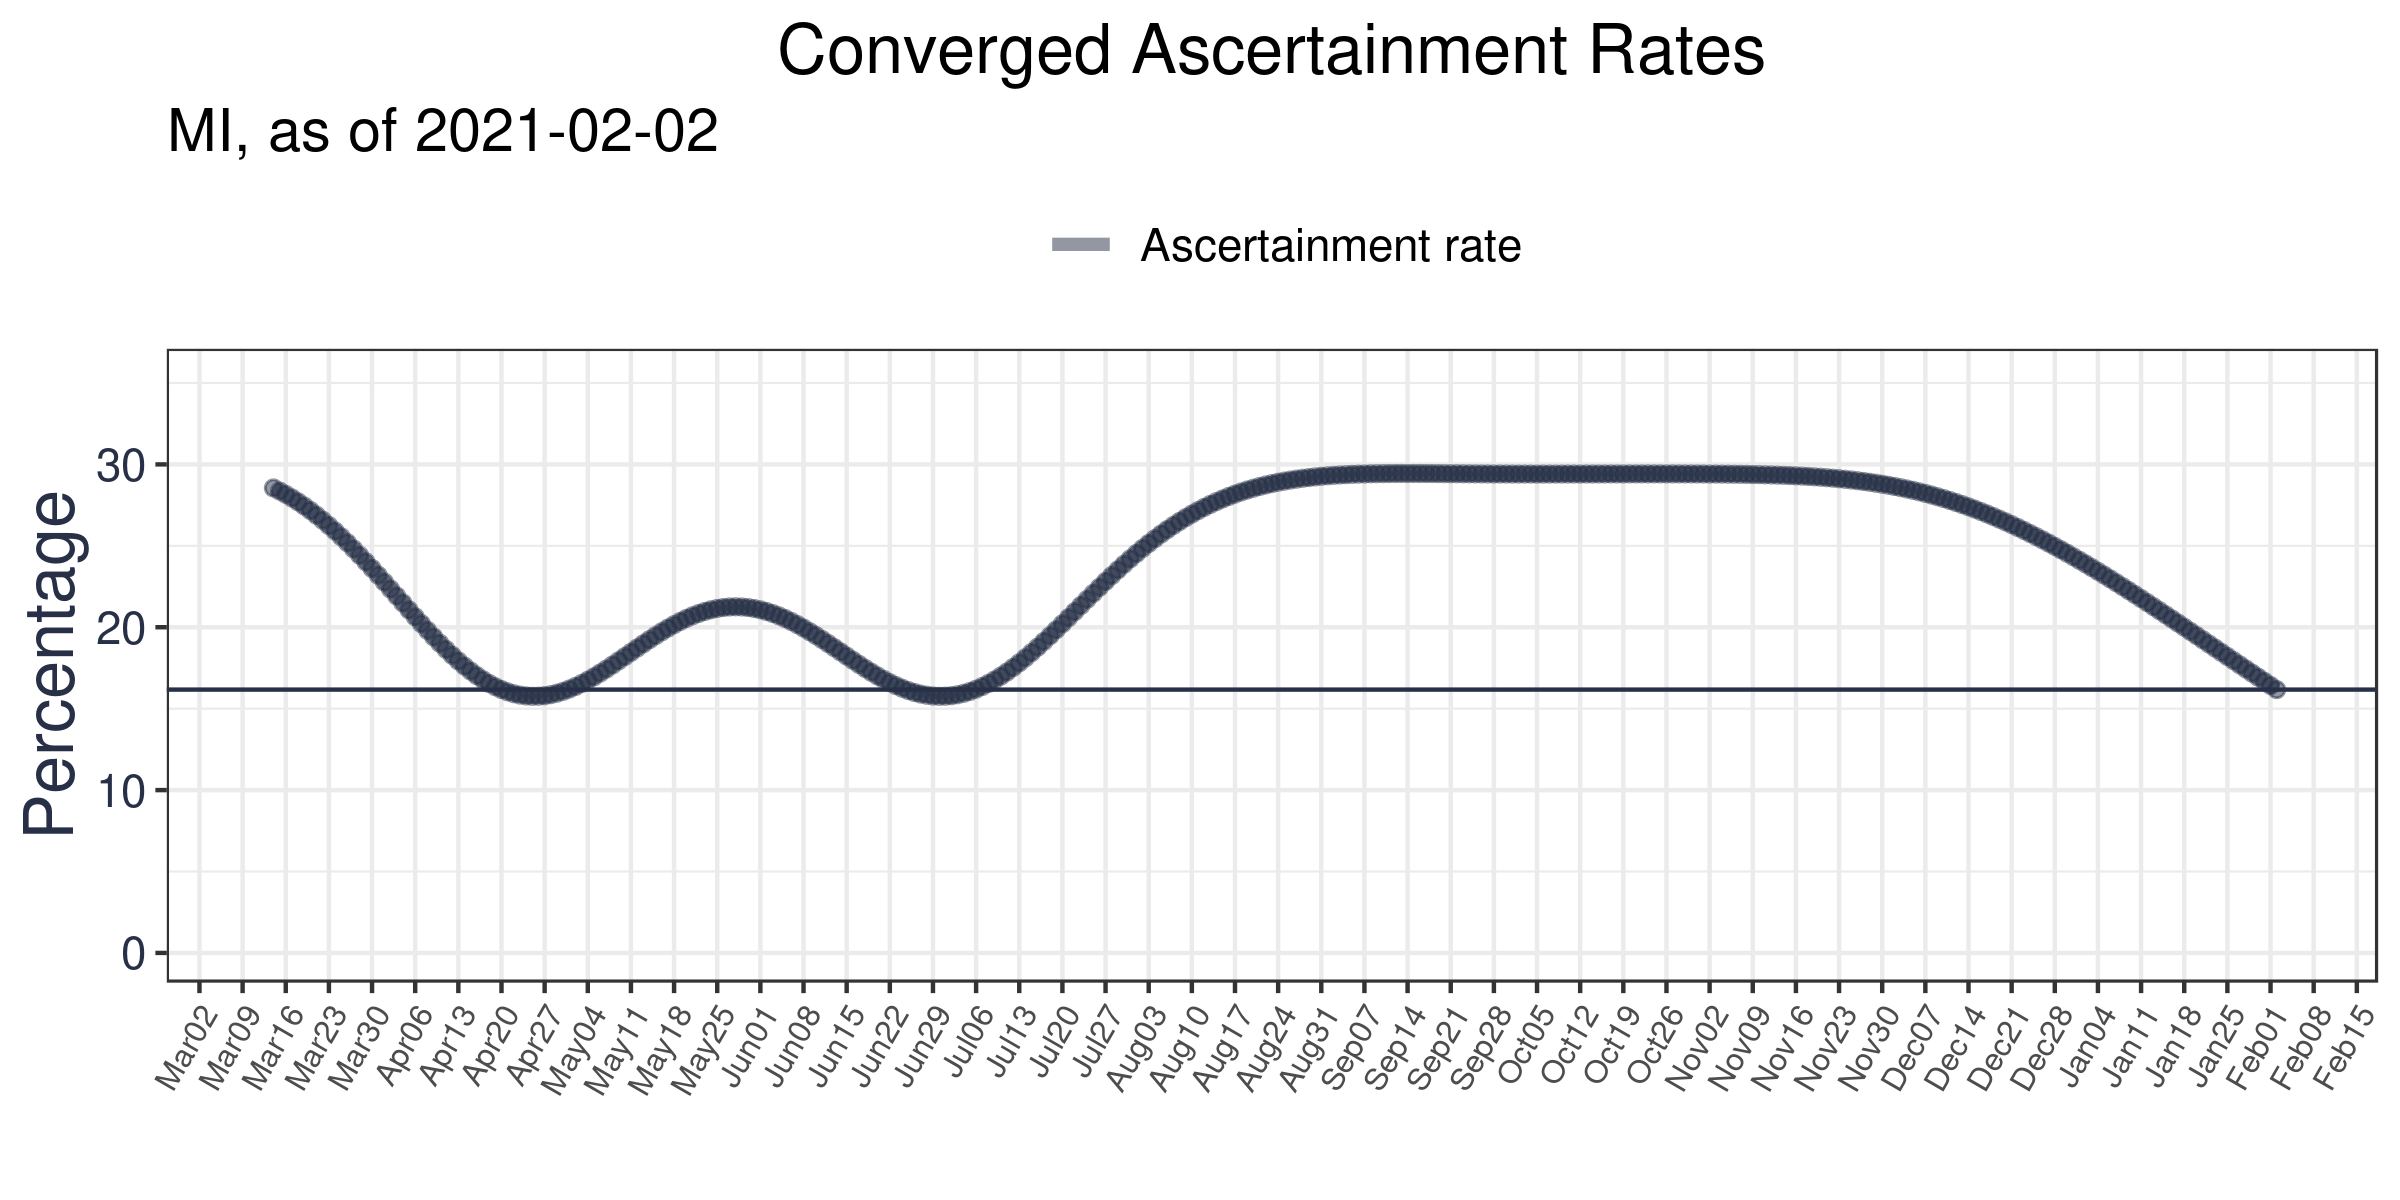 Converged Ascertainment Rates
MI, as of 2021-02-02
Ascertainment rate
Percentage
30
20
10
0
Mar02
Mar09
Mar16
Mar23
Mar30
Apr06
Apr13
Apr20
Apr27
May04
May11
May18
May25
Jun01
Jun08
Jun15
Jun22
Jun29
Jul06
Jul13
Jul20
Jul27
Aug03
Aug10
Aug17
Aug24
Aug31
Sep07
Sep14
Sep21
Sep28
Oct05
Oct12
Oct19
Oct26
Nov02
Nov09
Nov16
Nov23
Nov30
Dec07
Dec14
Dec21
Dec28
Jan04
Jan11
Jan18
Jan25
Feb01
Feb08
Feb15